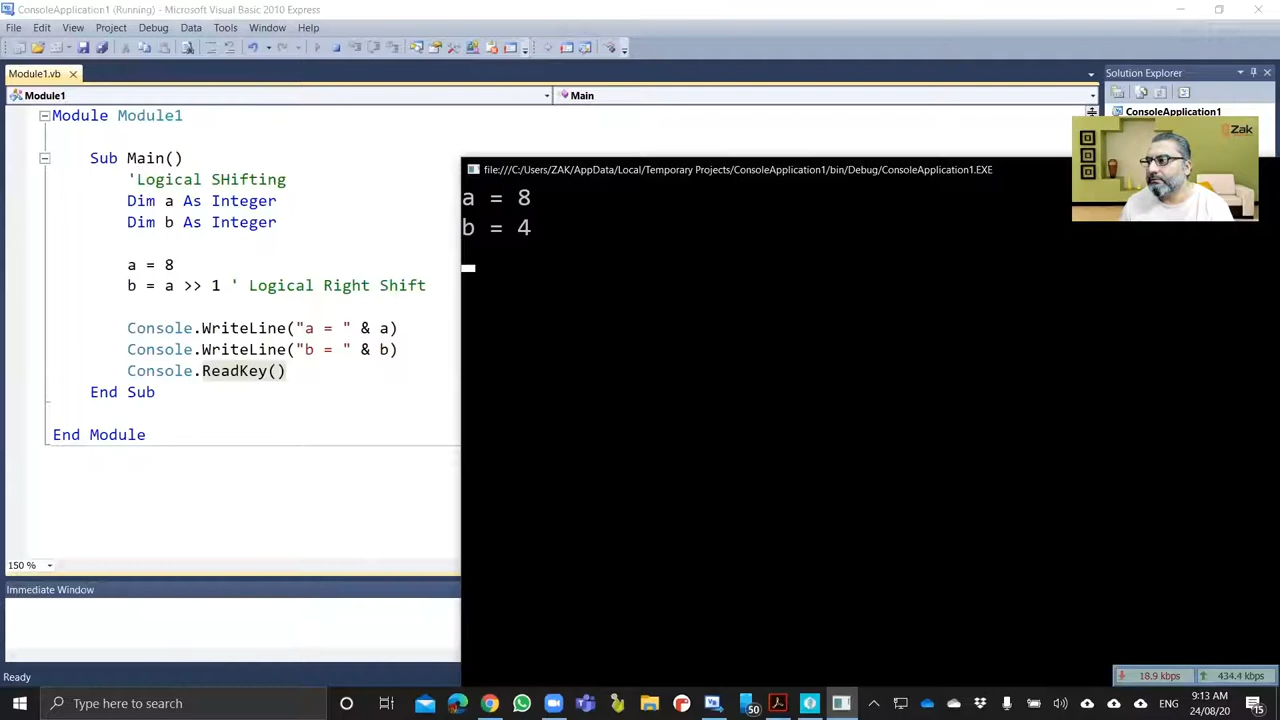 ConsoleApplication1 (Running) - Microsoft Visual Basic 2010 Express
File Edit View Project Debug Data Tools Window Help
Module1.vb
Module1
Main
Solution Explorer
ConsoleApplication1
Module Module1
Sub Main()
'Logical SHifting
Dim a As Integer
Dim b As Integer
a = 8
b = a >> 1 ' Logical Right Shift
Console.WriteLine("a = " & a)
Console.WriteLine("b = " & b)
Console.ReadKey()
End Sub
End Module
file:///C:/Users/ZAK/AppData/Local/Temporary Projects/ConsoleApplication1/bin/Debug/ConsoleApplication1.EXE
a = 8
b = 4
Zak
150 %
Immediate Window
Ready
18.9 kbps 434.4 kbps
Type here to search
50
ENG
9:13 AM
24/08/20
15